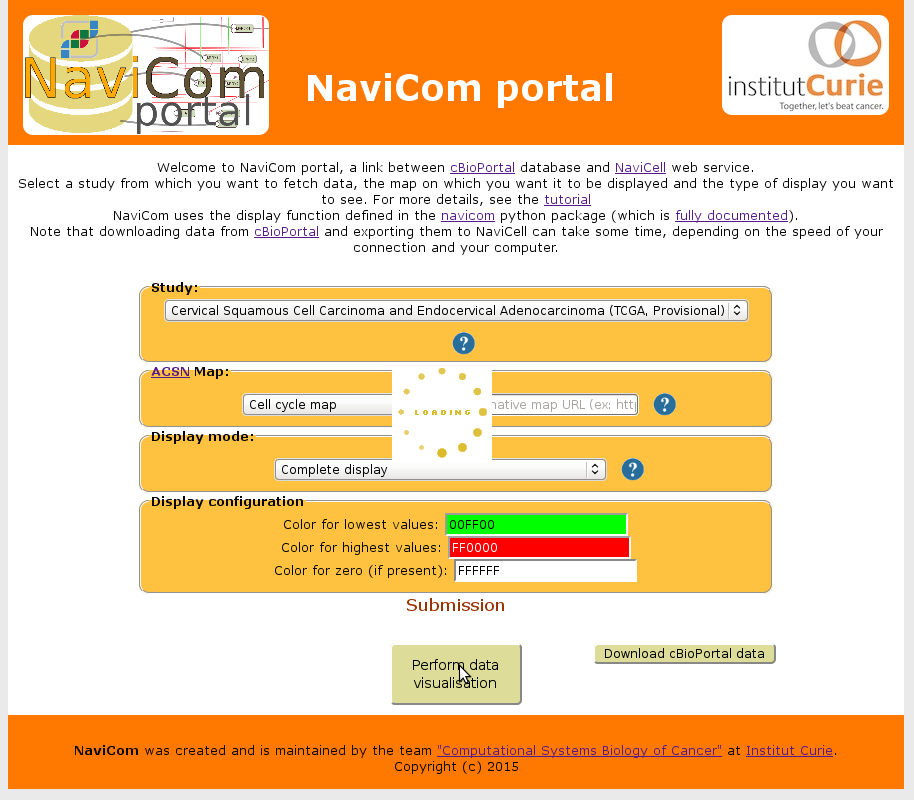 NaviCom
portal
NaviCom portal
institutCurie
Together, let's beat cancer.
Welcome to NaviCom portal, a link between cBioPortal database and NaviCell web service.
Select a study from which you want to fetch data, the map on which you want it to be displayed and the type of display you want
to see. For more details, see the tutorial
NaviCom uses the display function defined in the navicom python package (which is fully documented).
Note that downloading data from cBioPortal and exporting them to NaviCell can take some time, depending on the speed of your
connection and your computer.
Study:
Cervical Squamous Cell Carcinoma and Endocervical Adenocarcinoma (TCGA, Provisional)
?
ACSN Map:
Cell cycle map
native map URL (ex: http
?
LOADING
Display mode:
Complete display
?
Display configuration
Color for lowest values: 00FF00
Color for highest values: FF0000
Color for zero (if present): FFFFFF
Submission
Perform data
visualisation
Download cBioPortal data
NaviCom was created and is maintained by the team "Computational Systems Biology of Cancer" at Institut Curie.
Copyright (c) 2015